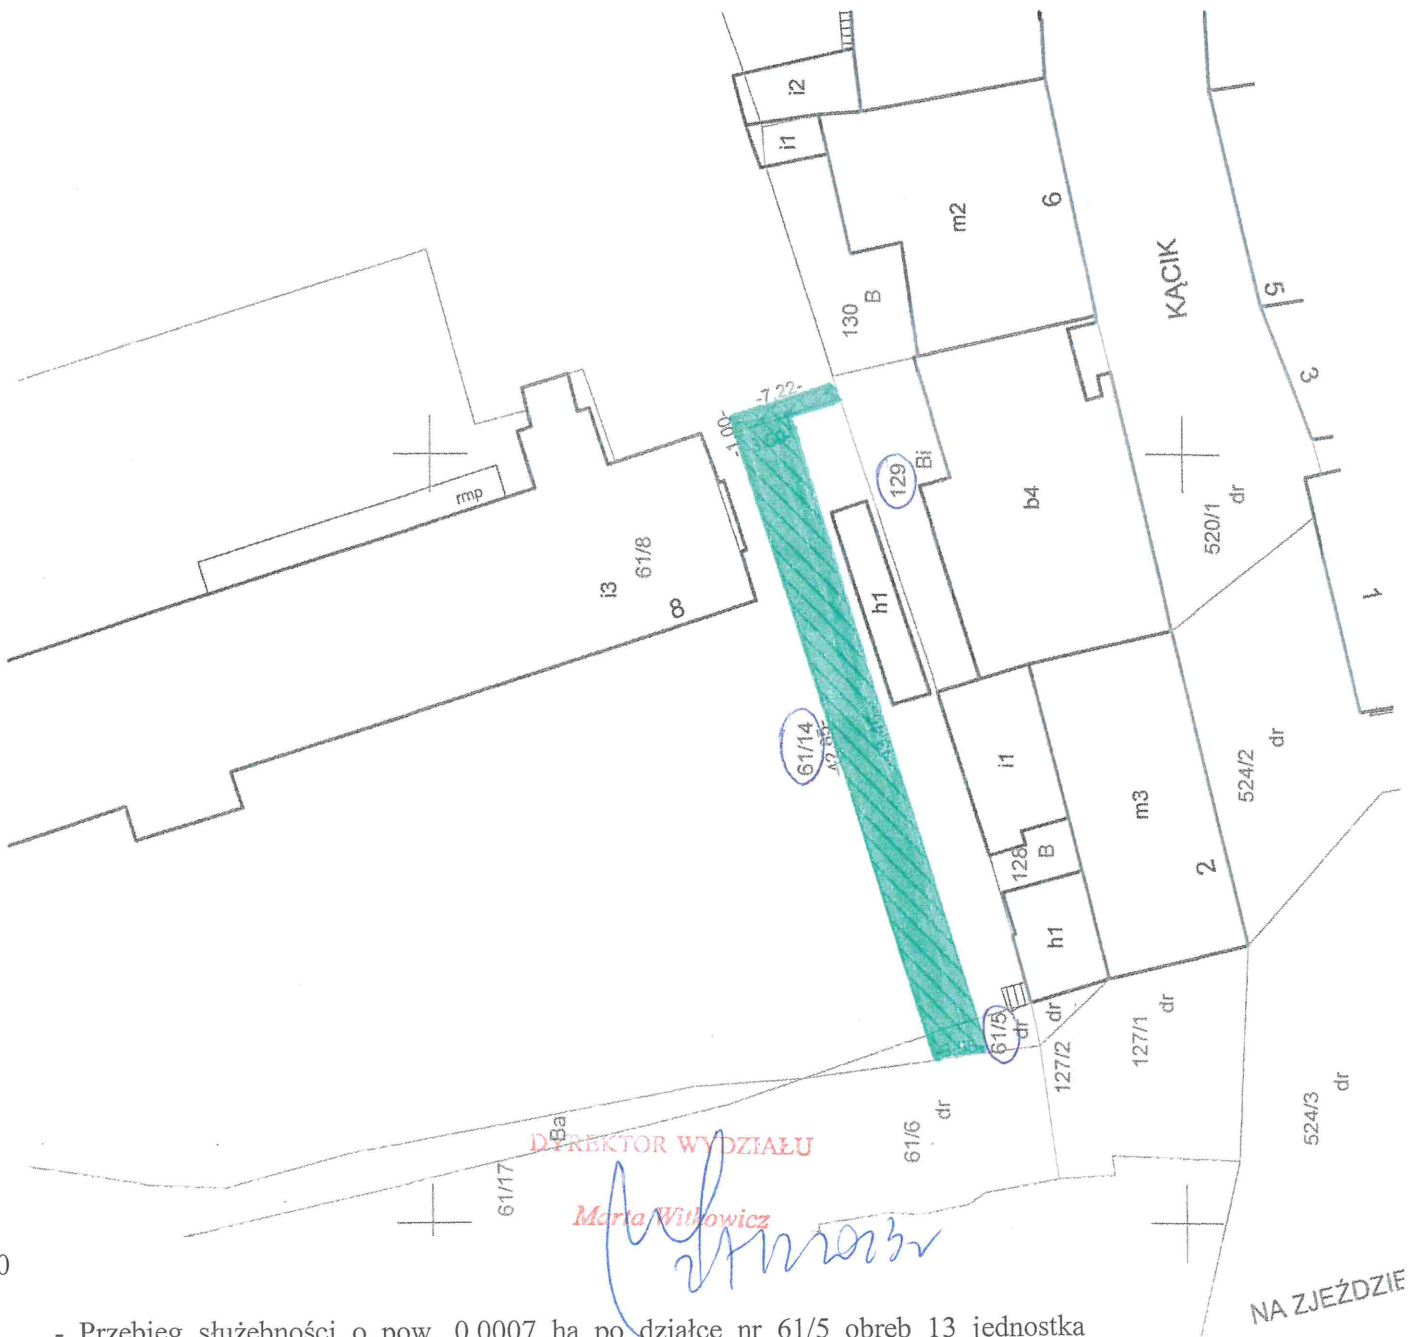 i2
i1
m2
6
KĄCIK
130
B
5
3
-7.22-
-1.00-
129
Bi
rmp
b4
520/1
dr
i3
61/8
8
h1
1
61/14
i1
524/2
dr
m3
128
B
2
h1
61/5
dr
dr
127/2
127/1
dr
524/3
dr
61/6
dr
Ba
61/17
DYREKTOR WYDZIAŁU
Marta Witkowicz
NA ZJEŹDZIE
0
- Przebieg służebności o pow. 0,0007 ha po działce nr 61/5 obręb 13 jednostka